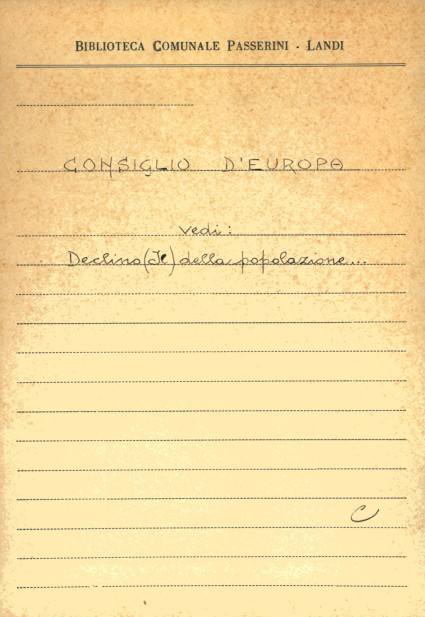 BIBLIOTECA COMUNALE PASSERINI - LANDI
CONSIGLIO D'EUROPA
Vedi:
Declino (Il) della popolazione...
C